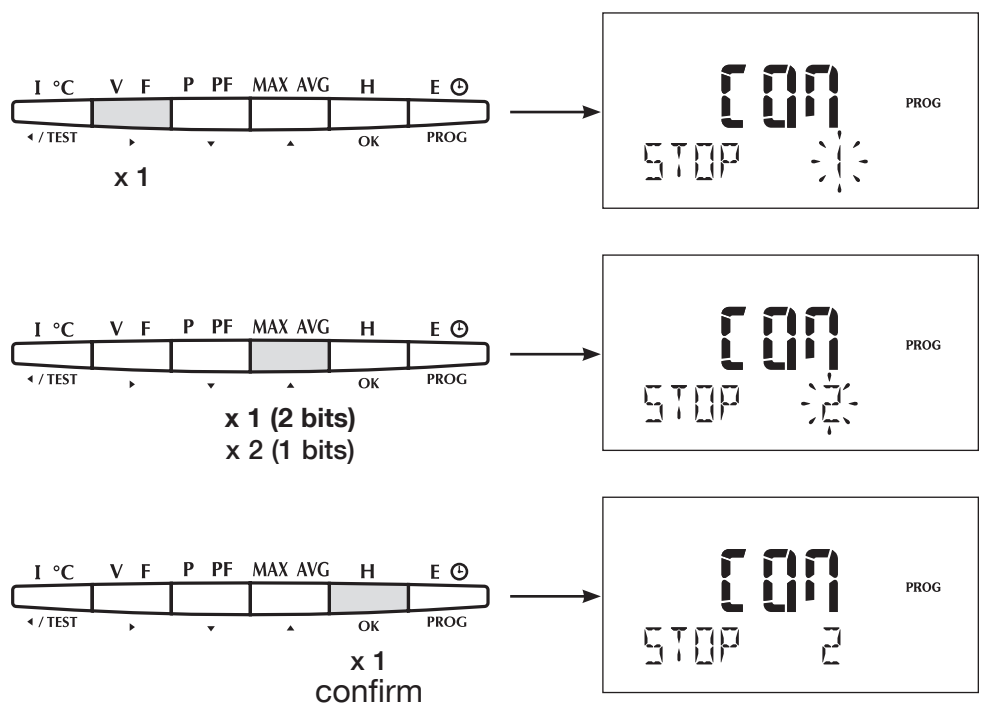 I °C V F P PF MAX AVG H E
/ TEST OK PROG
x 1
COM
PROG
STOP 1
I °C V F P PF MAX AVG H E
/ TEST OK PROG
x 1 (2 bits)
x 2 (1 bits)
COM
PROG
STOP 2
I °C V F P PF MAX AVG H E
/ TEST OK PROG
x 1
confirm
COM
PROG
STOP 2